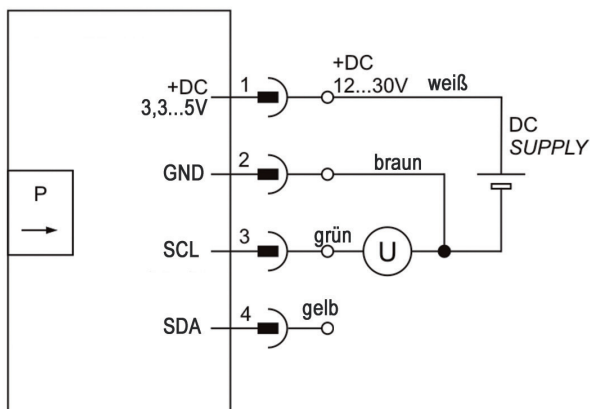 +DC
3,3...5V
1
+DC
12...30V
weiß
DC
SUPPLY
GND
2
braun
P
SCL
3
grün
U
SDA
4
gelb